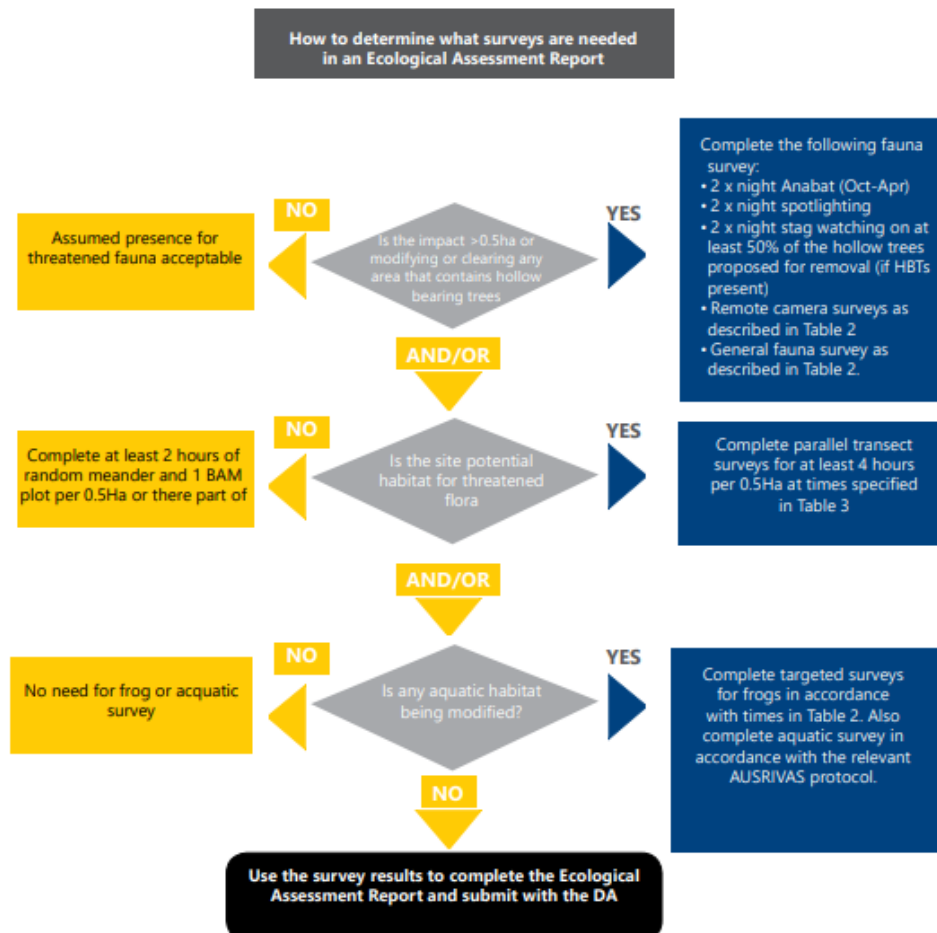 How to determine what surveys are needed
in an Ecological Assessment Report
NO
YES
Assumed presence for
threatened fauna acceptable
Is the impact >0.5ha or
modifying or clearing any
area that contains hollow
bearing trees
Complete the following fauna
survey:
• 2 x night Anabat (Oct-Apr)
• 2 x night spotlighting
• 2 x night stag watching on at
least 50% of the hollow trees
proposed for removal (if HBTs
present)
• Remote camera surveys as
described in Table 2
• General fauna survey as
described in Table 2.
AND/OR
NO
YES
Complete at least 2 hours of
random meander and 1 BAM
plot per 0.5Ha or there part of
Is the site potential
habitat for threatened
flora
Complete parallel transect
surveys for at least 4 hours
per 0.5Ha at times specified
in Table 3
AND/OR
NO
YES
No need for frog or acquatic
survey
Is any aquatic habitat
being modified?
Complete targeted surveys
for frogs in accordance
with times in Table 2. Also
complete aquatic survey in
accordance with the relevant
AUSRIVAS protocol.
NO
Use the survey results to complete the Ecological
Assessment Report and submit with the DA